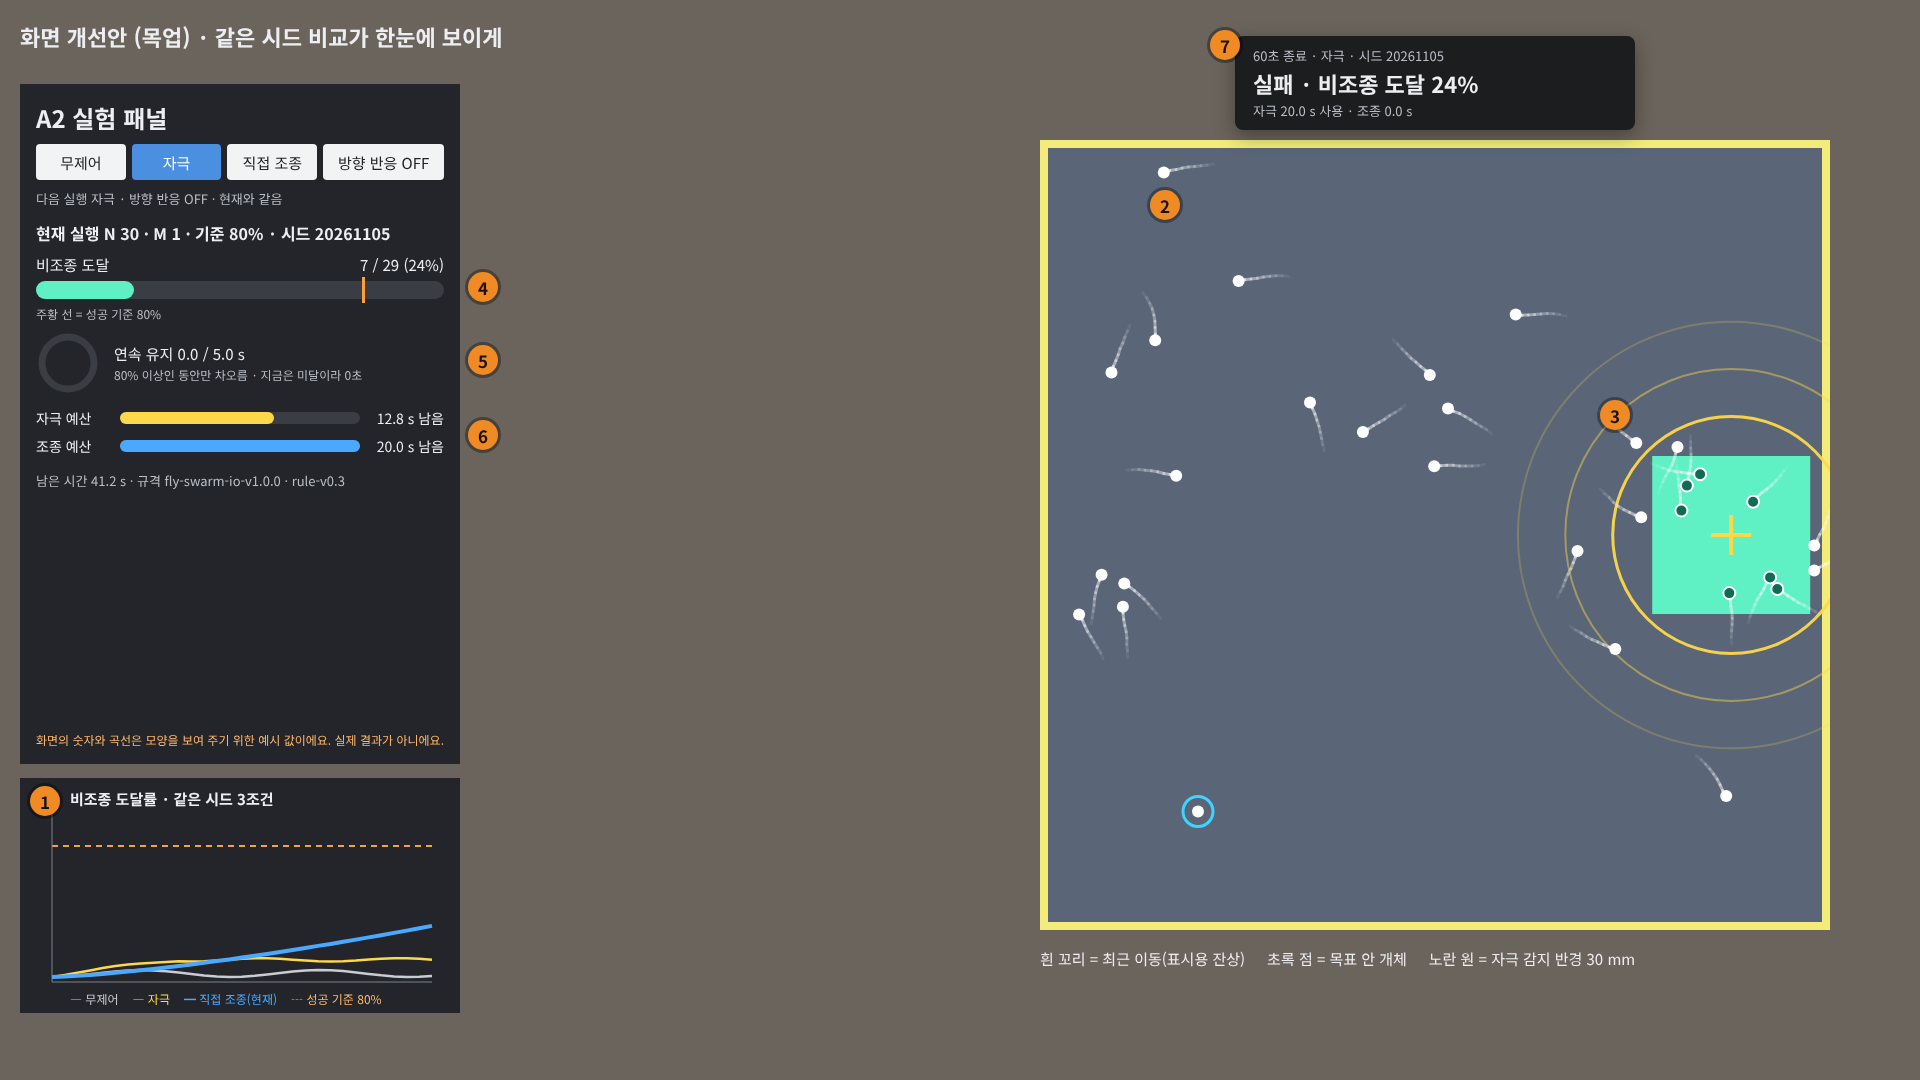 화면 개선안 (목업) · 같은 시드 비교가 한눈에 보이게
A2 실험 패널
무제어
자극
직접 조종
방향 반응 OFF
다음 실행 자극 · 방향 반응 OFF · 현재와 같음
현재 실행 N 30 · M 1 · 기준 80% · 시드 20261105
비조종 도달
7 / 29 (24%)
4
주황 선 = 성공 기준 80%
연속 유지 0.0 / 5.0 s
80% 이상인 동안만 차오름 · 지금은 미달이라 0초
5
자극 예산
12.8 s 남음
조종 예산
20.0 s 남음
6
남은 시간 41.2 s · 규격 fly-swarm-io-v1.0.0 · rule-v0.3
화면의 숫자와 곡선은 모양을 보여 주기 위한 예시 값이에요. 실제 결과가 아니에요.
1
비조종 도달률 · 같은 시드 3조건
무제어
자극
직접 조종(현재)
성공 기준 80%
7
60초 종료 · 자극 · 시드 20261105
실패 · 비조종 도달 24%
자극 20.0 s 사용 · 조종 0.0 s
2
3
흰 꼬리 = 최근 이동(표시용 잔상)
초록 점 = 목표 안 개체
노란 원 = 자극 감지 반경 30 mm